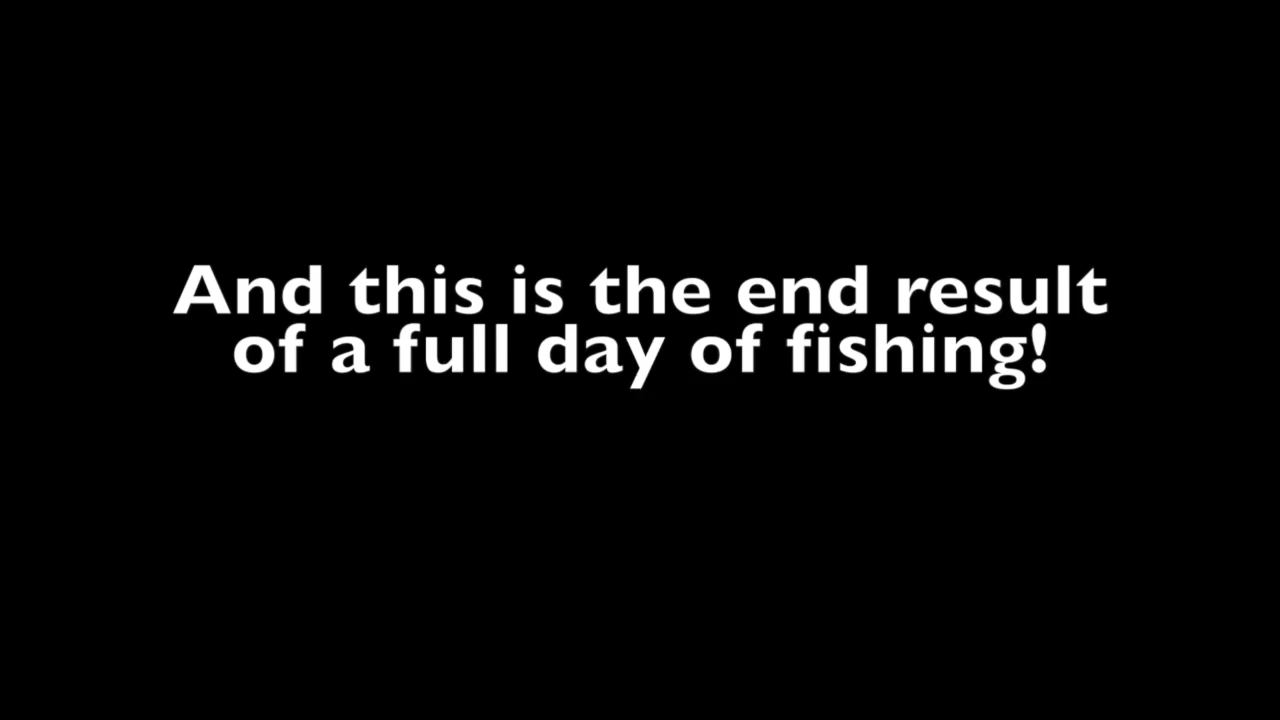 And this is the end result
of a full day of fishing!